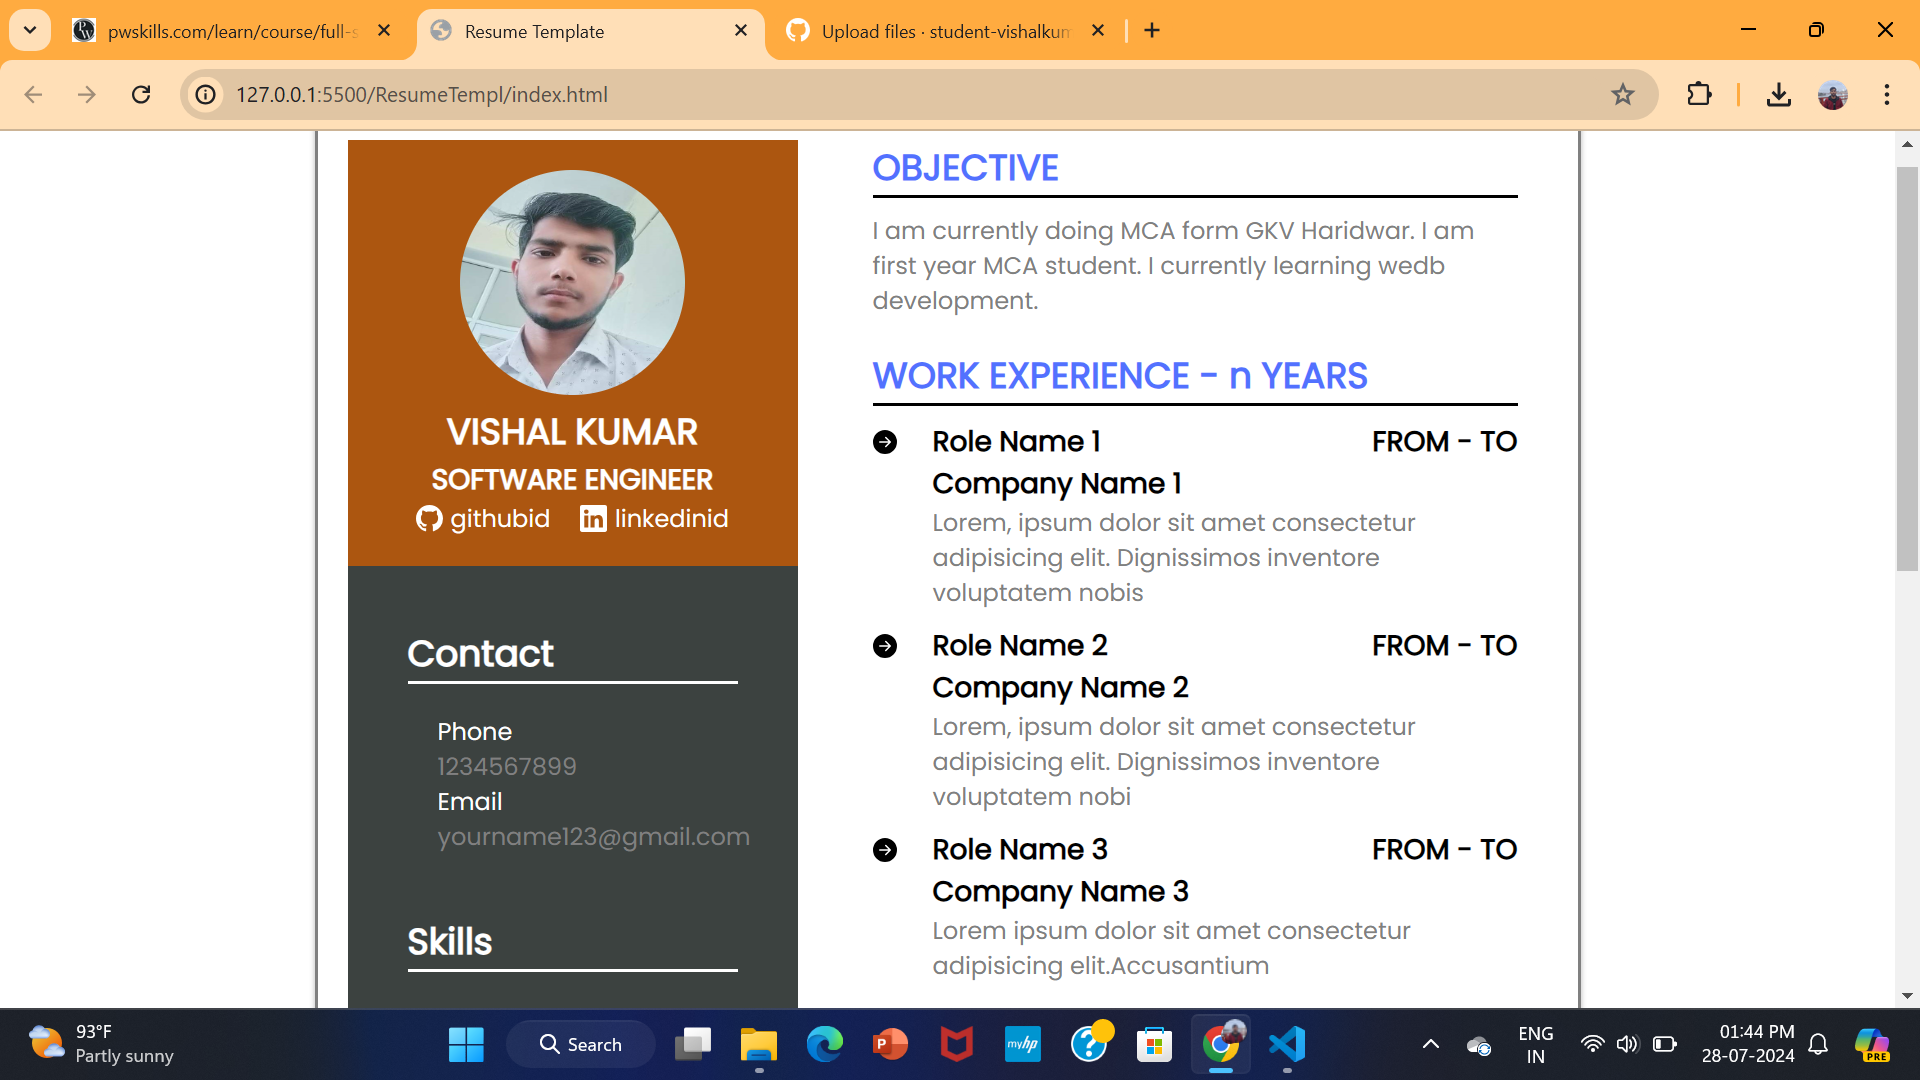 pwskills.com/learn/course/full-s
Resume Template
Upload files · student-vishalkum
127.0.0.1:5500/ResumeTempl/index.html
VISHAL KUMAR
SOFTWARE ENGINEER
githubid
linkedinid
Contact
Phone
1234567899
Email
yourname123@gmail.com
Skills
OBJECTIVE
I am currently doing MCA form GKV Haridwar. I am
first year MCA student. I currently learning wedb
development.
WORK EXPERIENCE - n YEARS
Role Name 1
FROM - TO
Company Name 1
Lorem, ipsum dolor sit amet consectetur
adipisicing elit. Dignissimos inventore
voluptatem nobis
Role Name 2
FROM - TO
Company Name 2
Lorem, ipsum dolor sit amet consectetur
adipisicing elit. Dignissimos inventore
voluptatem nobi
Role Name 3
FROM - TO
Company Name 3
Lorem ipsum dolor sit amet consectetur
adipisicing elit.Accusantium
93°F
Partly sunny
Search
P
myhp
ENG
IN
01:44 PM
28-07-2024
PRE